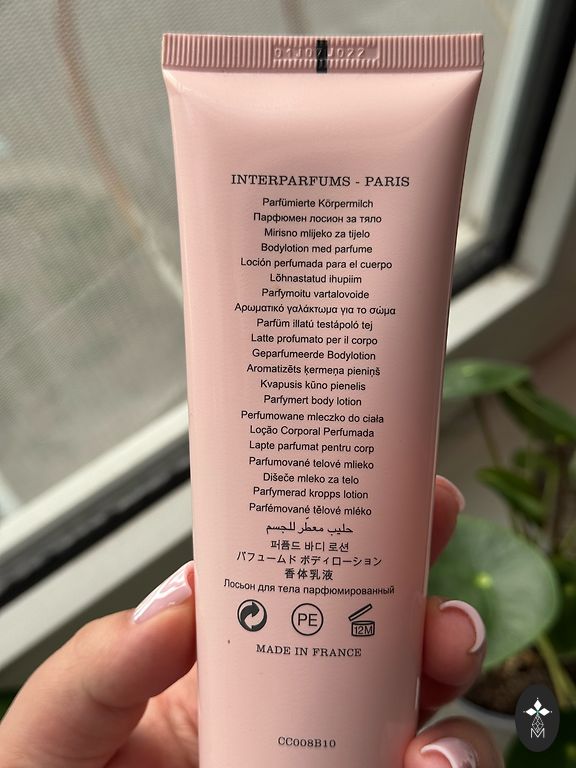 01J07J022
INTERPARFUMS - PARIS
Parfümierte Körpermilch
Парфюмен лосион за тяло
Mirisno mlijeko za tijelo
Bodylotion med parfume
Loción perfumada para el cuerpo
Lõhnastatud ihupiim
Parfymoitu vartalovoide
Αρωματικό γαλάκτωμα για το σώμα
Parfüm illatú testápoló tej
Latte profumato per il corpo
Geparfumeerde Bodylotion
Aromatizēts ķermeņa pieniņš
Kvapusis kūno pienelis
Parfymert body lotion
Perfumowane mleczko do ciała
Loção Corporal Perfumada
Lapte parfumat pentru corp
Parfumované telové mlieko
Dišeče mleko za telo
Parfymerad kropps lotion
Parfémované tělové mléko
حليب معطّر للجسم
퍼퓸드 바디 로션
パフュームド ボディローション
香体乳液
Лосьон для тела парфюмированный
PE
12M
MADE IN FRANCE
CC008B10
M